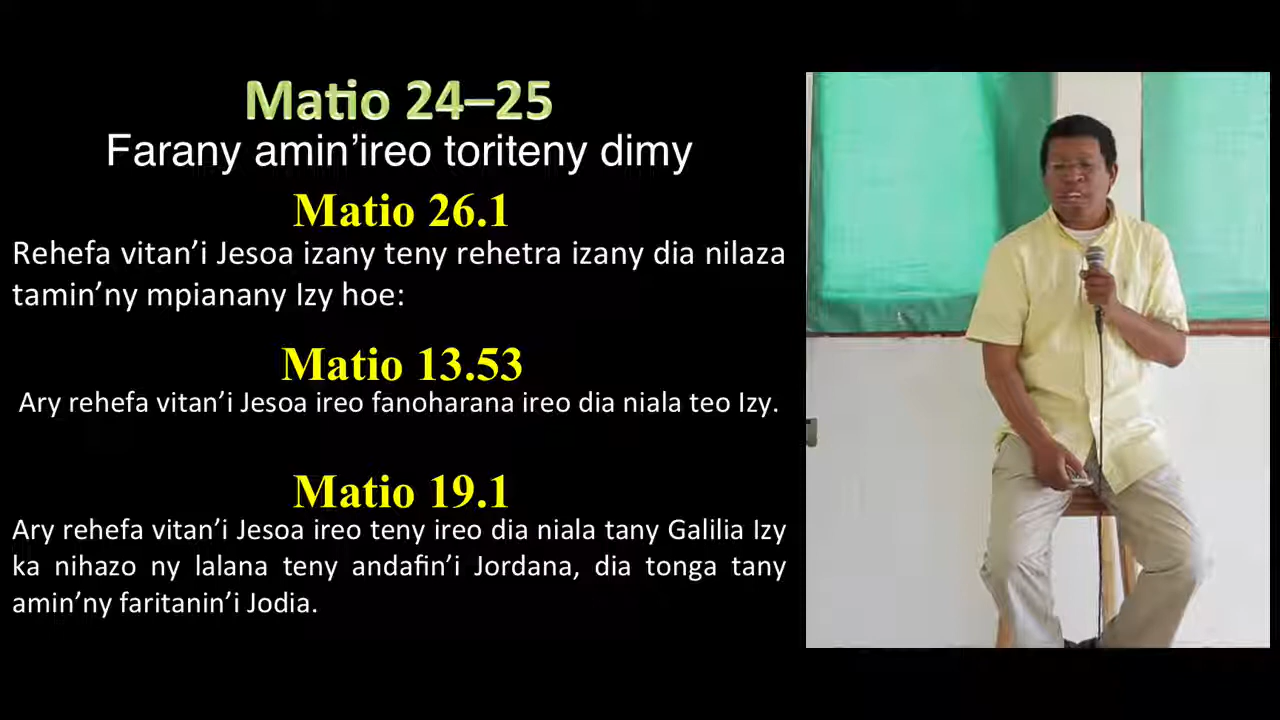 Matio 24–25
Farany amin’ireo toriteny dimy
Matio 26.1
Rehefa vitan’i Jesoa izany teny rehetra izany dia nilaza
tamin’ny mpianany Izy hoe:
Matio 13.53
Ary rehefa vitan’i Jesoa ireo fanoharana ireo dia niala teo Izy.
Matio 19.1
Ary rehefa vitan’i Jesoa ireo teny ireo dia niala tany Galilia Izy
ka nihazo ny lalana teny andafin’i Jordana, dia tonga tany
amin’ny faritanin’i Jodia.